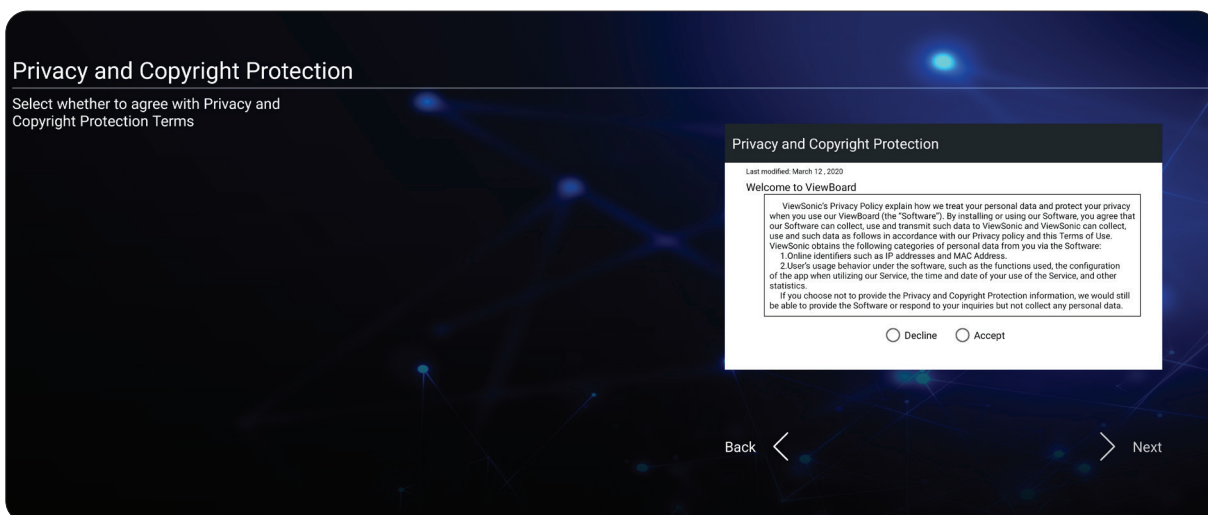 Privacy and Copyright Protection
Select whether to agree with Privacy and
Copyright Protection Terms
Privacy and Copyright Protection
Last modified: March 12 , 2020
Welcome to ViewBoard
ViewSonic's Privacy Policy explain how we treat your personal data and protect your privacy
when you use our ViewBoard (the “Software”). By installing or using our Software, you agree that
our Software can collect, use and transmit such data to ViewSonic and ViewSonic can collect,
use and such data as follows in accordance with our Privacy policy and this Terms of Use.
ViewSonic obtains the following categories of personal data from you via the Software:
1.Online identifiers such as IP addresses and MAC Address.
2.User's usage behavior under the software, such as the functions used, the configuration
of the app when utilizing our Service, the time and date of your use of the Service, and other
statistics.
If you choose not to provide the Privacy and Copyright Protection information, we would still
be able to provide the Software or respond to your inquiries but not collect any personal data.
Decline Accept
Back Next